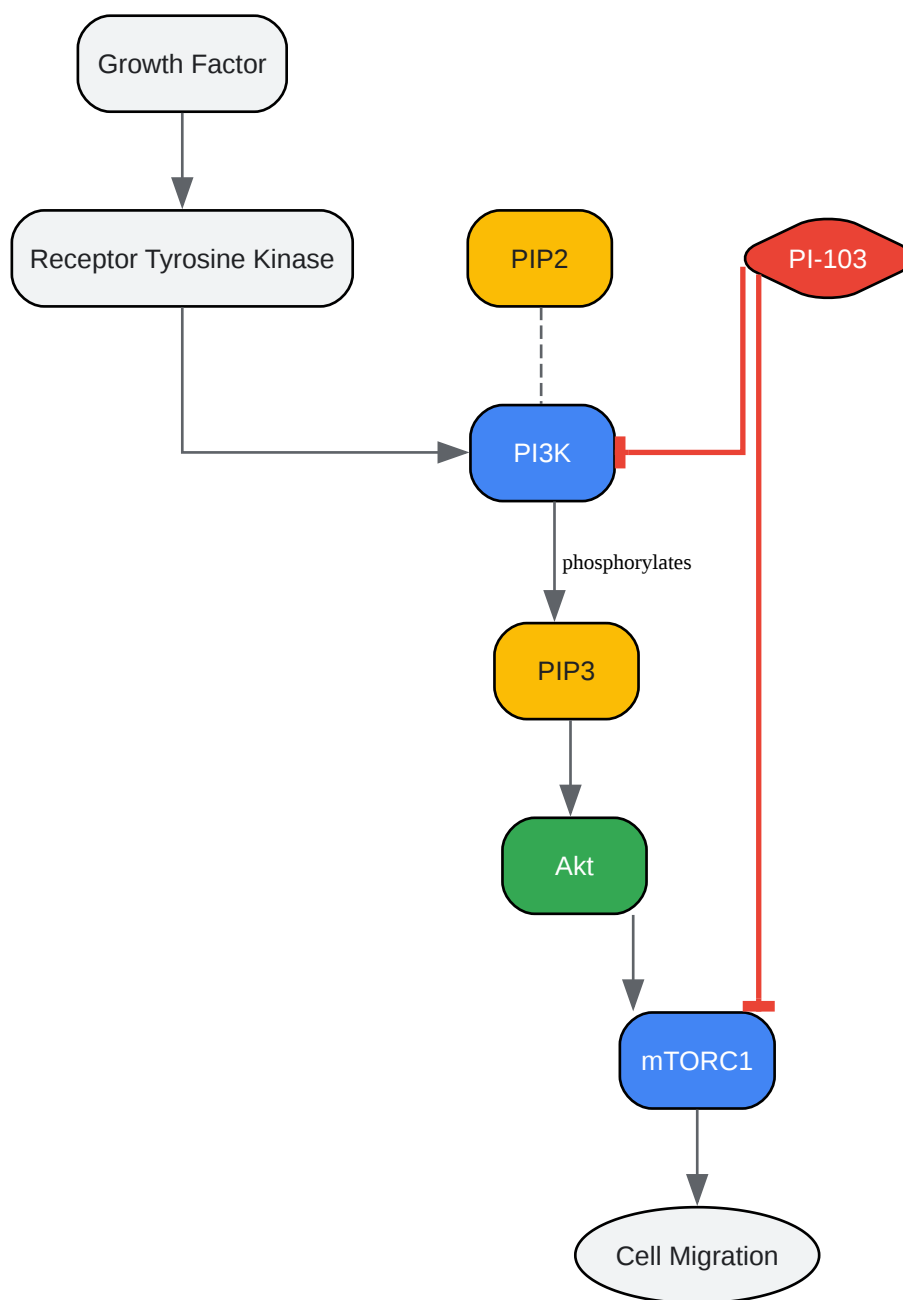 Growth Factor
Receptor Tyrosine Kinase
PIP2
PI-103
PI3K
phosphorylates
PIP3
Akt
mTORC1
Cell Migration